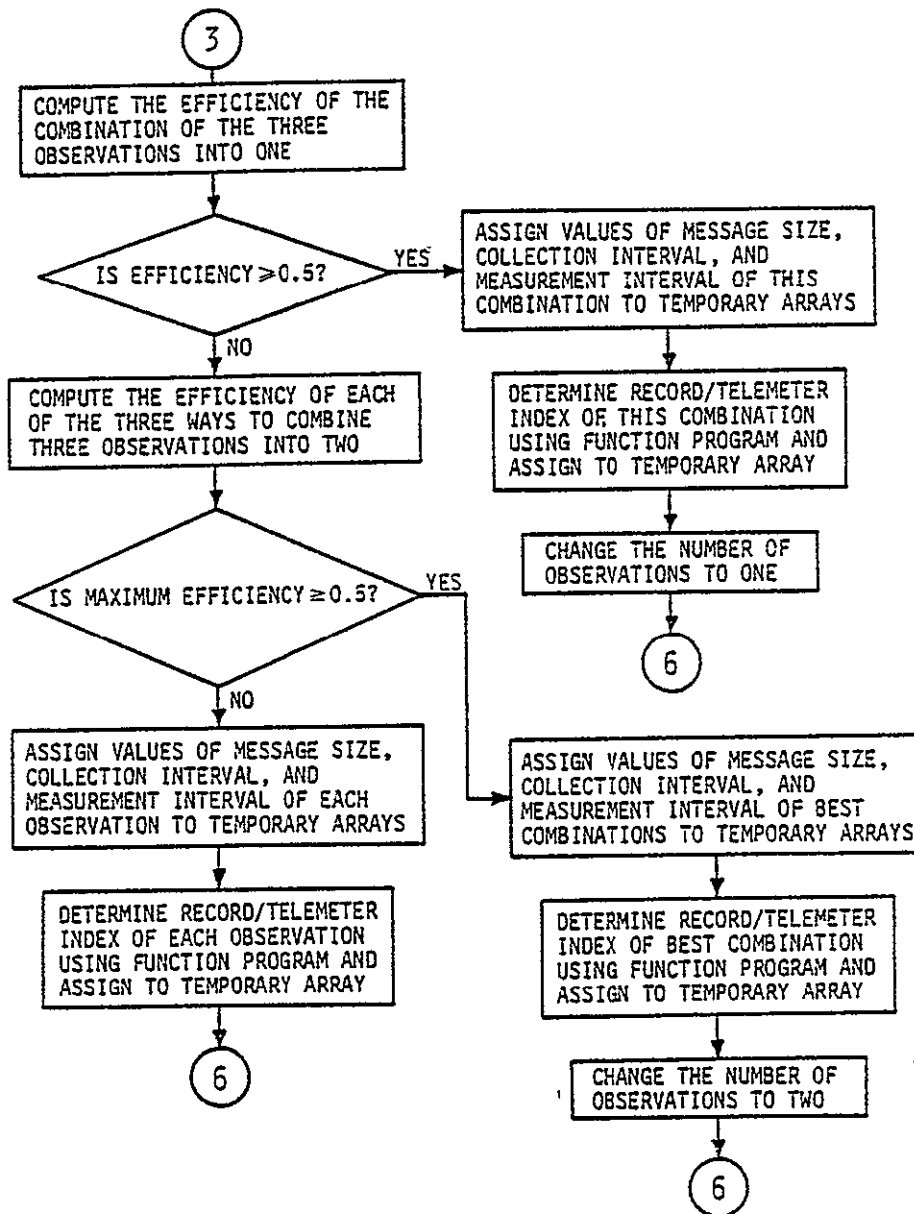 3
COMPUTE THE EFFICIENCY OF THE
COMBINATION OF THE THREE
OBSERVATIONS INTO ONE
IS EFFICIENCY ≥ 0.5?
YES
NO
ASSIGN VALUES OF MESSAGE SIZE,
COLLECTION INTERVAL, AND
MEASUREMENT INTERVAL OF THIS
COMBINATION TO TEMPORARY ARRAYS
DETERMINE RECORD/TELEMETER
INDEX OF THIS COMBINATION
USING FUNCTION PROGRAM AND
ASSIGN TO TEMPORARY ARRAY
CHANGE THE NUMBER OF
OBSERVATIONS TO ONE
6
COMPUTE THE EFFICIENCY OF EACH
OF THE THREE WAYS TO COMBINE
THREE OBSERVATIONS INTO TWO
IS MAXIMUM EFFICIENCY ≥ 0.5?
YES
NO
ASSIGN VALUES OF MESSAGE SIZE,
COLLECTION INTERVAL, AND
MEASUREMENT INTERVAL OF EACH
OBSERVATION TO TEMPORARY ARRAYS
DETERMINE RECORD/TELEMETER
INDEX OF EACH OBSERVATION
USING FUNCTION PROGRAM AND
ASSIGN TO TEMPORARY ARRAY
6
ASSIGN VALUES OF MESSAGE SIZE,
COLLECTION INTERVAL, AND
MEASUREMENT INTERVAL OF BEST
COMBINATIONS TO TEMPORARY ARRAYS
DETERMINE RECORD/TELEMETER
INDEX OF BEST COMBINATION
USING FUNCTION PROGRAM AND
ASSIGN TO TEMPORARY ARRAY
CHANGE THE NUMBER OF
OBSERVATIONS TO TWO
6